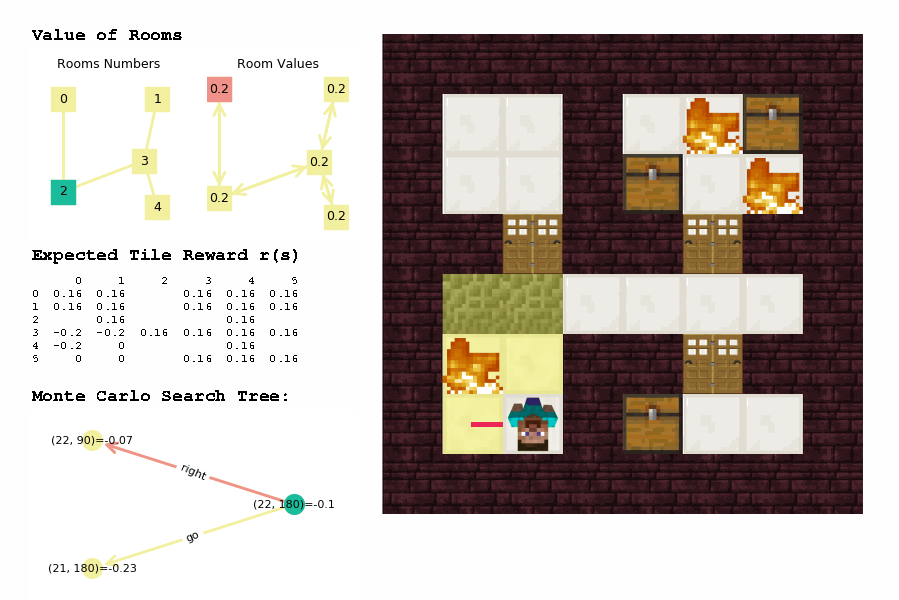 Value of Rooms
Rooms Numbers
Room Values
0
1
3
2
4
0.2
0.2
0.2
0.2
0.2
Expected Tile Reward r(s)
0 1 2 3 4 5
0 0.16 0.16 0.16 0.16 0.16
1 0.16 0.16 0.16 0.16 0.16
2 0.16 0.16
3 -0.2 -0.2 0.16 0.16 0.16 0.16
4 -0.2 0 0.16
5 0 0 0.16 0.16 0.16
Monte Carlo Search Tree:
(22, 90)=-0.07
right
(22, 180)=-0.1
go
(21, 180)=-0.23